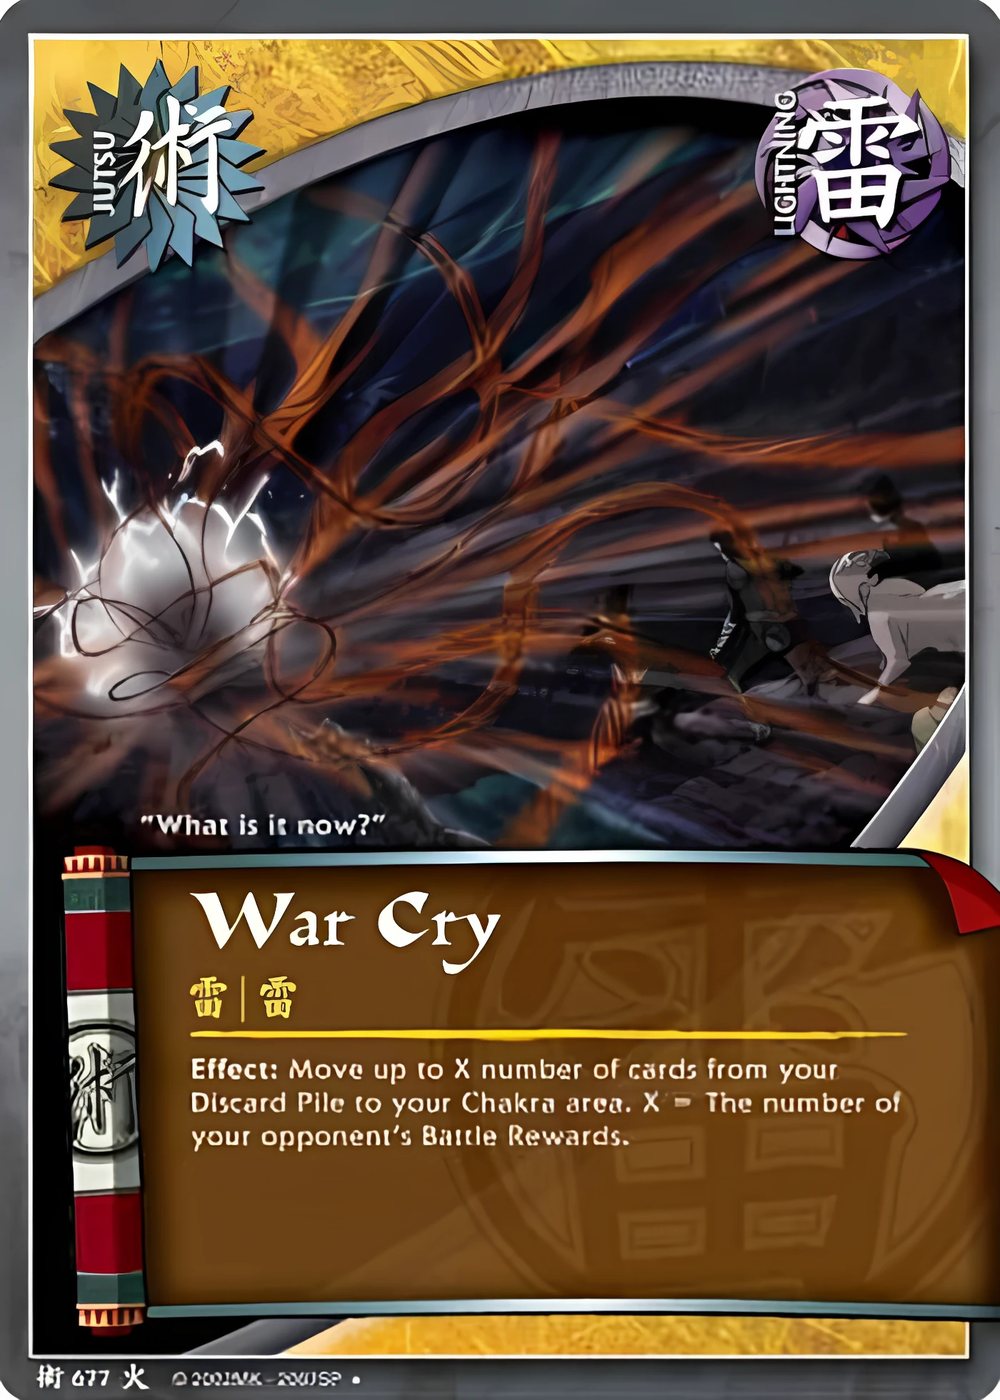 JUTSU
術
LIGHTNING
雷
"What is it now?"
War Cry
雷 | 雷
Effect: Move up to X number of cards from your
Discard Pile to your Chakra area. X = The number of
your opponent's Battle Rewards.
術 677 火